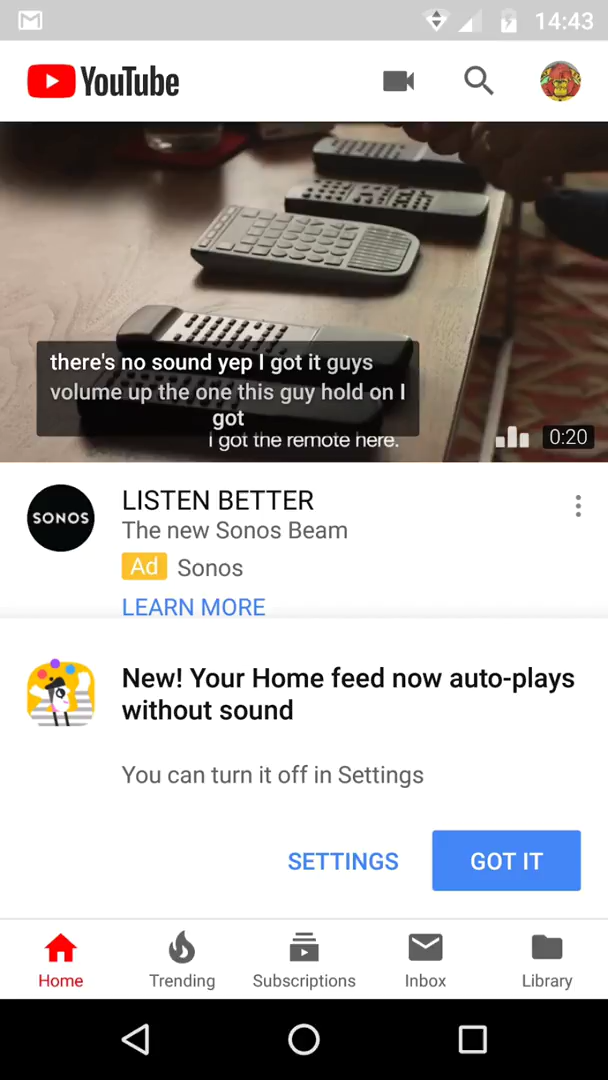 14:43
YouTube
there's no sound yep I got it guys
volume up the one this guy hold on I
got
I got the remote here.
0:20
SONOS
LISTEN BETTER
The new Sonos Beam
Ad Sonos
LEARN MORE
New! Your Home feed now auto-plays
without sound
You can turn it off in Settings
SETTINGS GOT IT
Home Trending Subscriptions Inbox Library